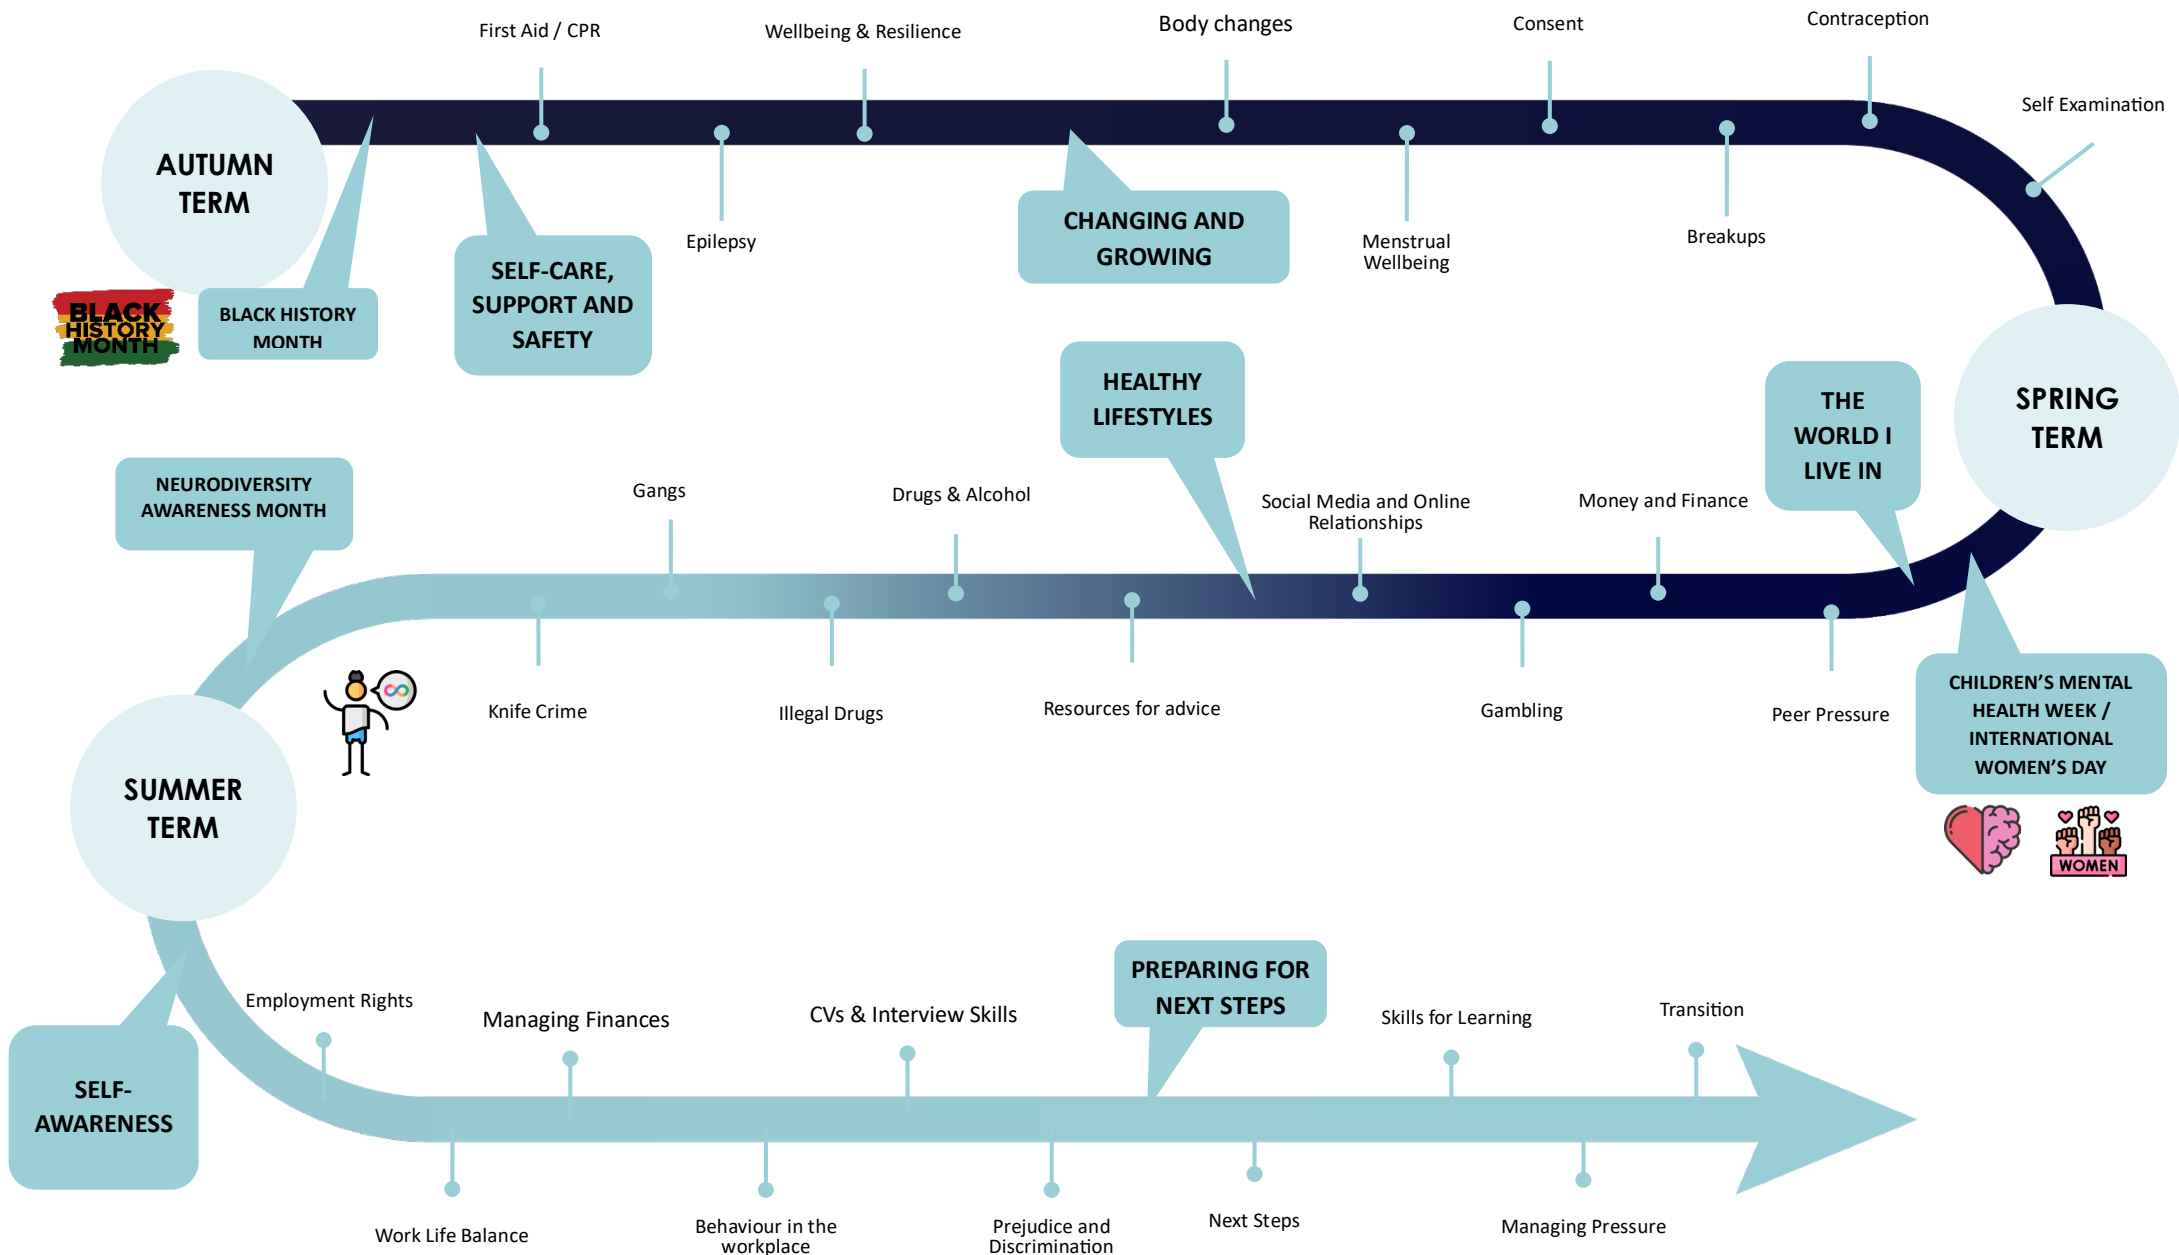 First Aid / CPR
Wellbeing & Resilience
Body changes
Consent
Contraception
Self Examination
AUTUMN
TERM
Epilepsy
Menstrual
Wellbeing
Breakups
BLACK
HISTORY
MONTH
BLACK HISTORY
MONTH
SELF-CARE,
SUPPORT AND
SAFETY
CHANGING AND
GROWING
SPRING
TERM
THE
WORLD I
LIVE IN
HEALTHY
LIFESTYLES
NEURODIVERSITY
AWARENESS MONTH
Gangs
Drugs & Alcohol
Social Media and Online
Relationships
Money and Finance
Knife Crime
Illegal Drugs
Resources for advice
Gambling
Peer Pressure
CHILDREN’S MENTAL
HEALTH WEEK /
INTERNATIONAL
WOMEN’S DAY
WOMEN
SUMMER
TERM
SELF-
AWARENESS
Employment Rights
Managing Finances
CVs & Interview Skills
PREPARING FOR
NEXT STEPS
Skills for Learning
Transition
Work Life Balance
Behaviour in the
workplace
Prejudice and
Discrimination
Next Steps
Managing Pressure